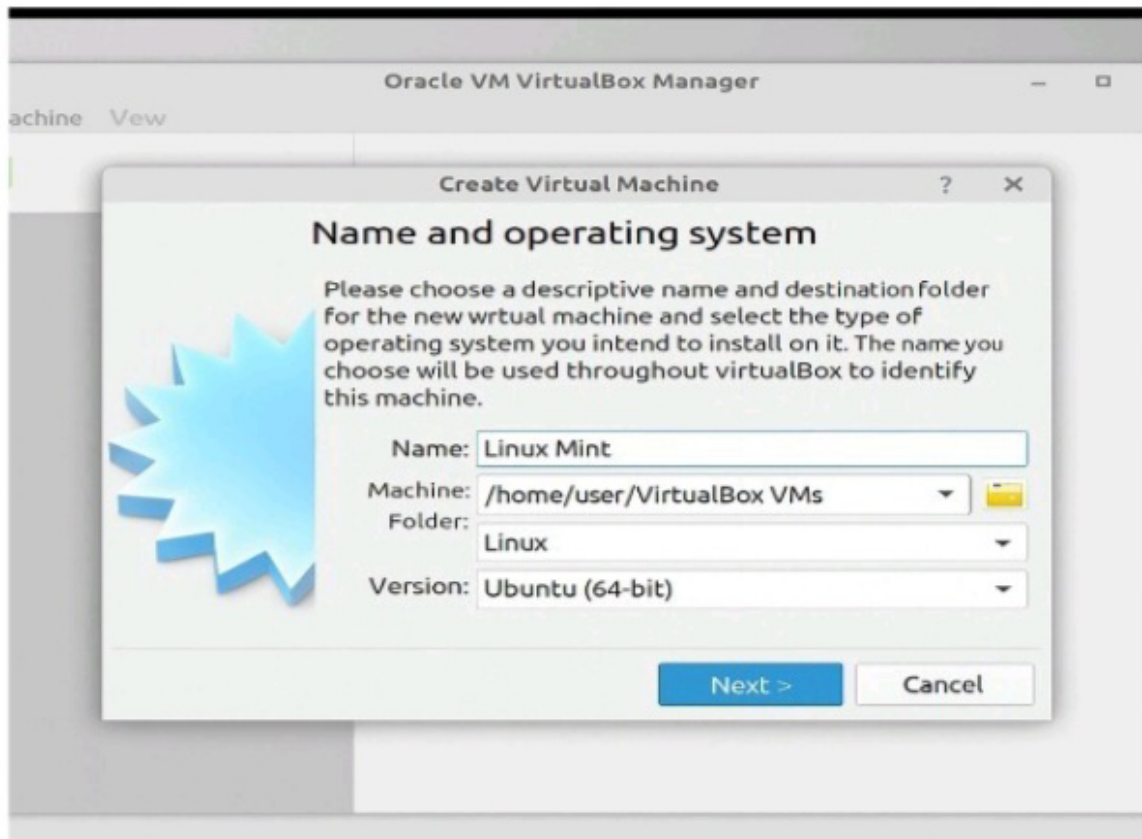 Oracle VM VirtualBox Manager
achine Vew
Create Virtual Machine ?
Name and operating system
Please choose a descriptive name and destination folder
for the new wrtual machine and select the type of
operating system you intend to install on it. The name you
choose will be used throughout virtualBox to identify
this machine.
Name: Linux Mint
Machine: /home/user/VirtualBox VMs
Folder:
Linux
Version: Ubuntu (64-bit)
Next > Cancel